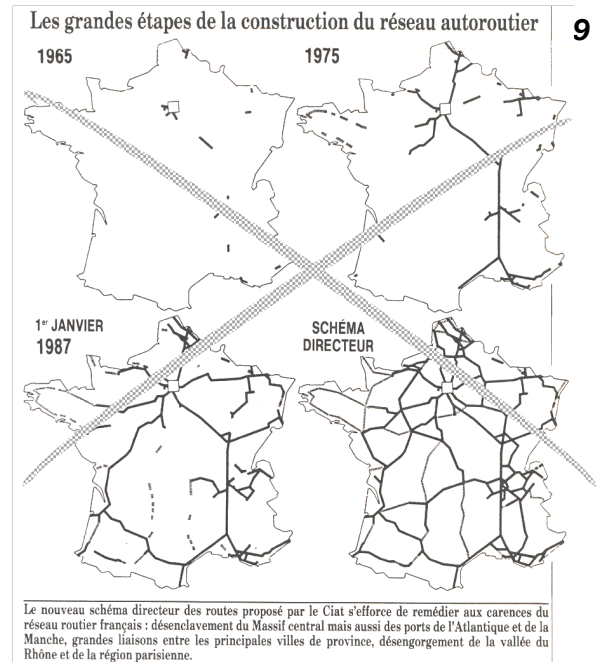 Les grandes étapes de la construction du réseau autoroutier
9
1965
1975
1er JANVIER
1987
SCHÉMA
DIRECTEUR
Le nouveau schéma directeur des routes proposé par le Ciat s'efforce de remédier aux carences du
réseau routier français : désenclavement du Massif central mais aussi des ports de l'Atlantique et de la
Manche, grandes liaisons entre les principales villes de province, désengorgement de la vallée du
Rhône et de la région parisienne.